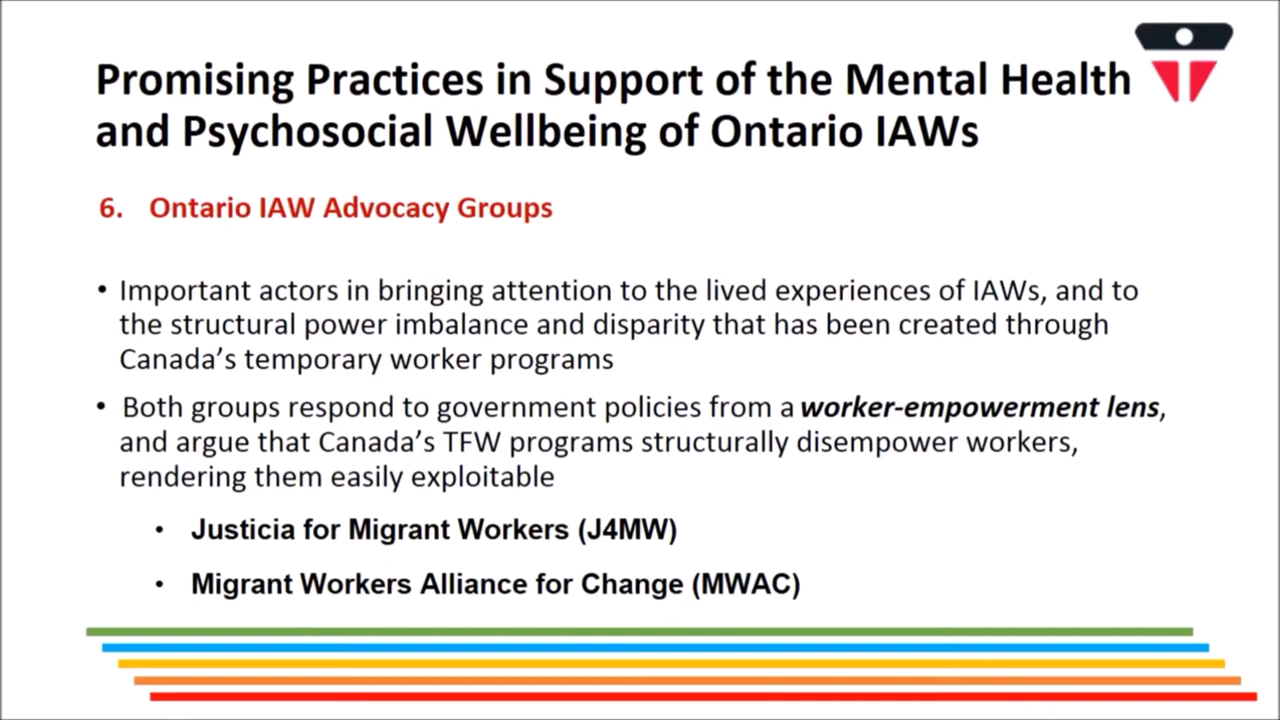 Promising Practices in Support of the Mental Health
and Psychosocial Wellbeing of Ontario IAWs
6. Ontario IAW Advocacy Groups
• Important actors in bringing attention to the lived experiences of IAWs, and to
the structural power imbalance and disparity that has been created through
Canada’s temporary worker programs
• Both groups respond to government policies from a worker-empowerment lens,
and argue that Canada’s TFW programs structurally disempower workers,
rendering them easily exploitable
• Justicia for Migrant Workers (J4MW)
• Migrant Workers Alliance for Change (MWAC)